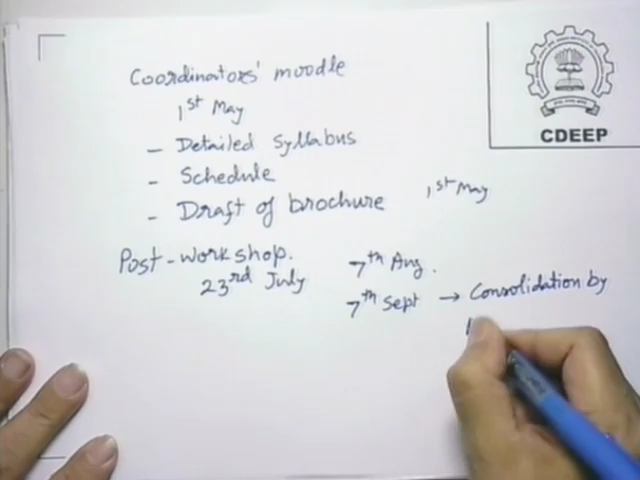 Coordinators' moodle
1st May
- Detailed Syllabus
- Schedule
- Draft of brochure 1st May
Post-workshop.
23rd July
7th Aug.
7th Sept → Consolidation by
CDEEP